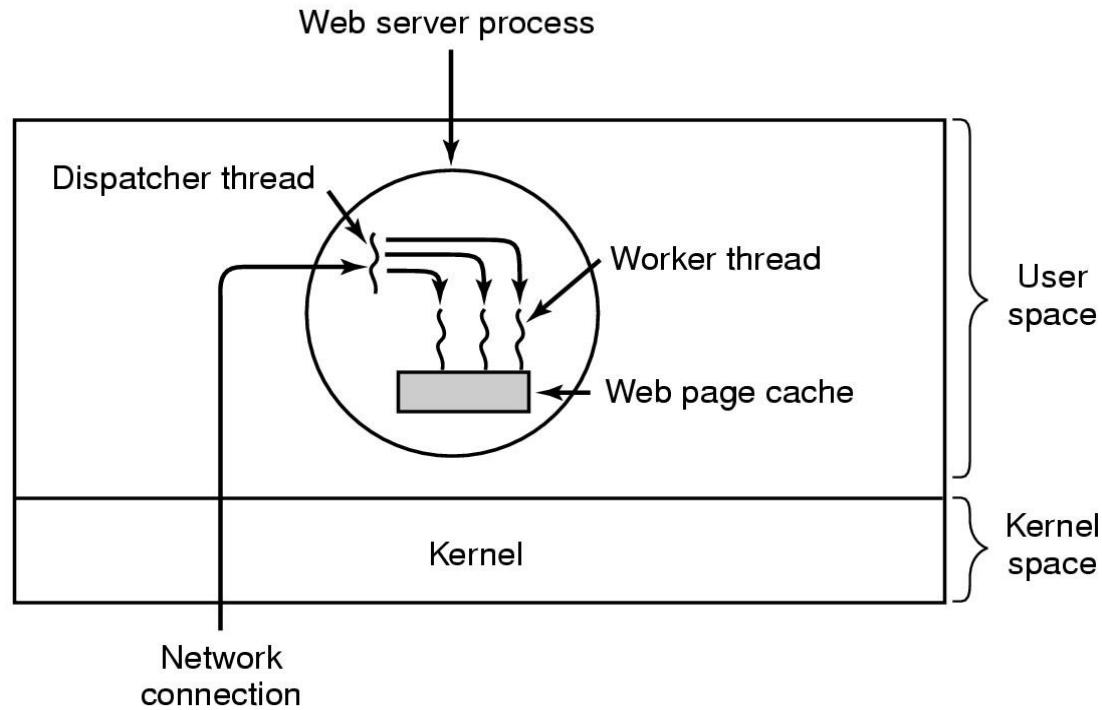 Web server process
Dispatcher thread
Worker thread
User
space
Web page cache
Kernel
Kernel
space
Network
connection